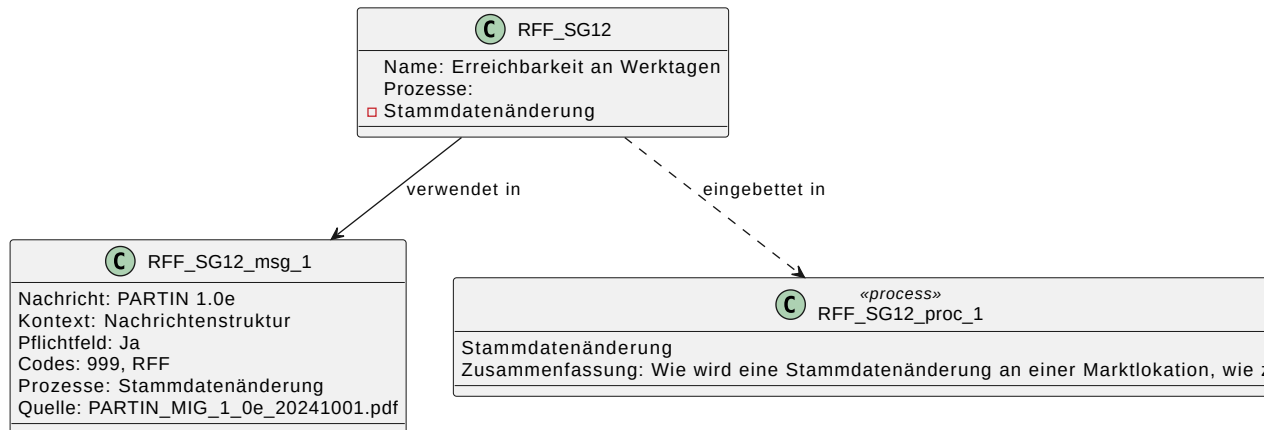 C RFF_SG12
Name: Erreichbarkeit an Werktagen
Prozesse:
Stammdatenänderung
verwendet in
eingebettet in
C RFF_SG12_msg_1
Nachricht: PARTIN 1.0e
Kontext: Nachrichtenstruktur
Pflichtfeld: Ja
Codes: 999, RFF
Prozesse: Stammdatenänderung
Quelle: PARTIN_MIG_1_0e_20241001.pdf
«process»
C RFF_SG12_proc_1
Stammdatenänderung
Zusammenfassung: Wie wird eine Stammdatenänderung an einer Marktlokation, wie